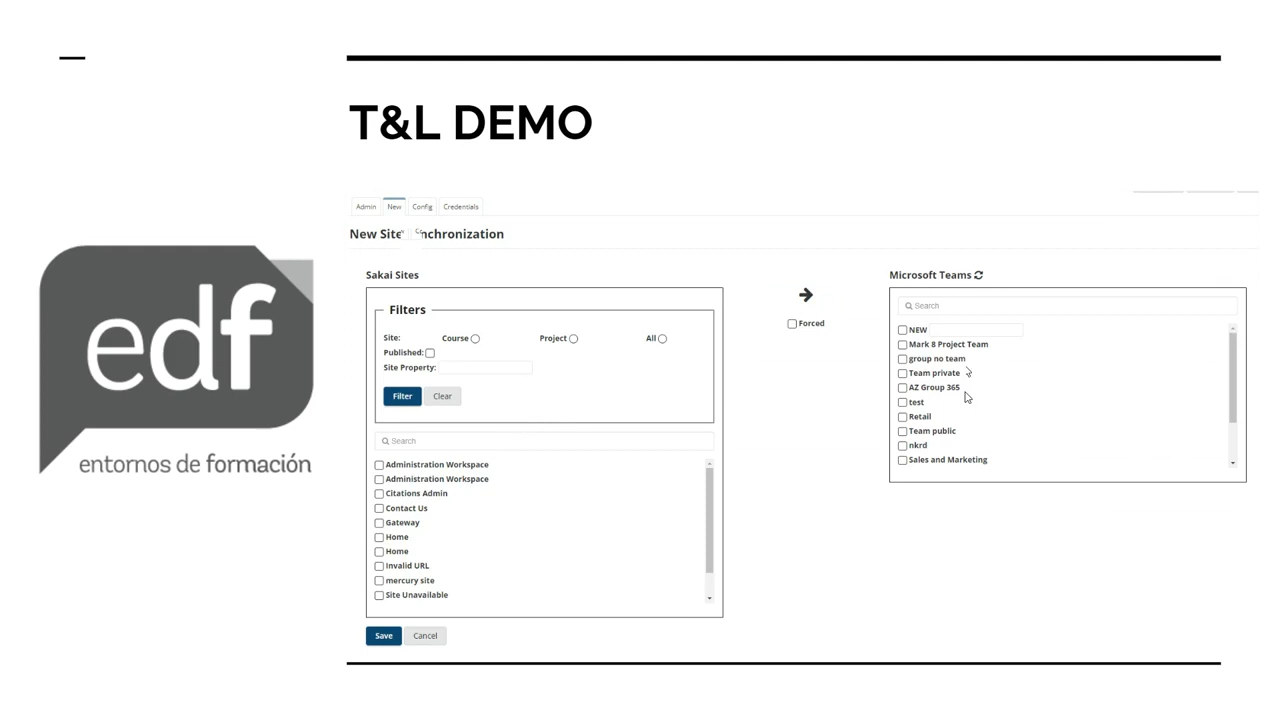 T&L DEMO
edf
entornos de formación
Admin New Config Credentials
New Site nchronization
Sakai Sites
Filters
Site: Course Project All
Published:
Site Property:
Filter Clear
Search
Administration Workspace
Administration Workspace
Citations Admin
Contact Us
Gateway
Home
Home
Invalid URL
mercury site
Site Unavailable
Save Cancel
Forced
Microsoft Teams
Search
NEW
Mark 8 Project Team
group no team
Team private
AZ Group 365
test
Retail
Team public
nkrd
Sales and Marketing